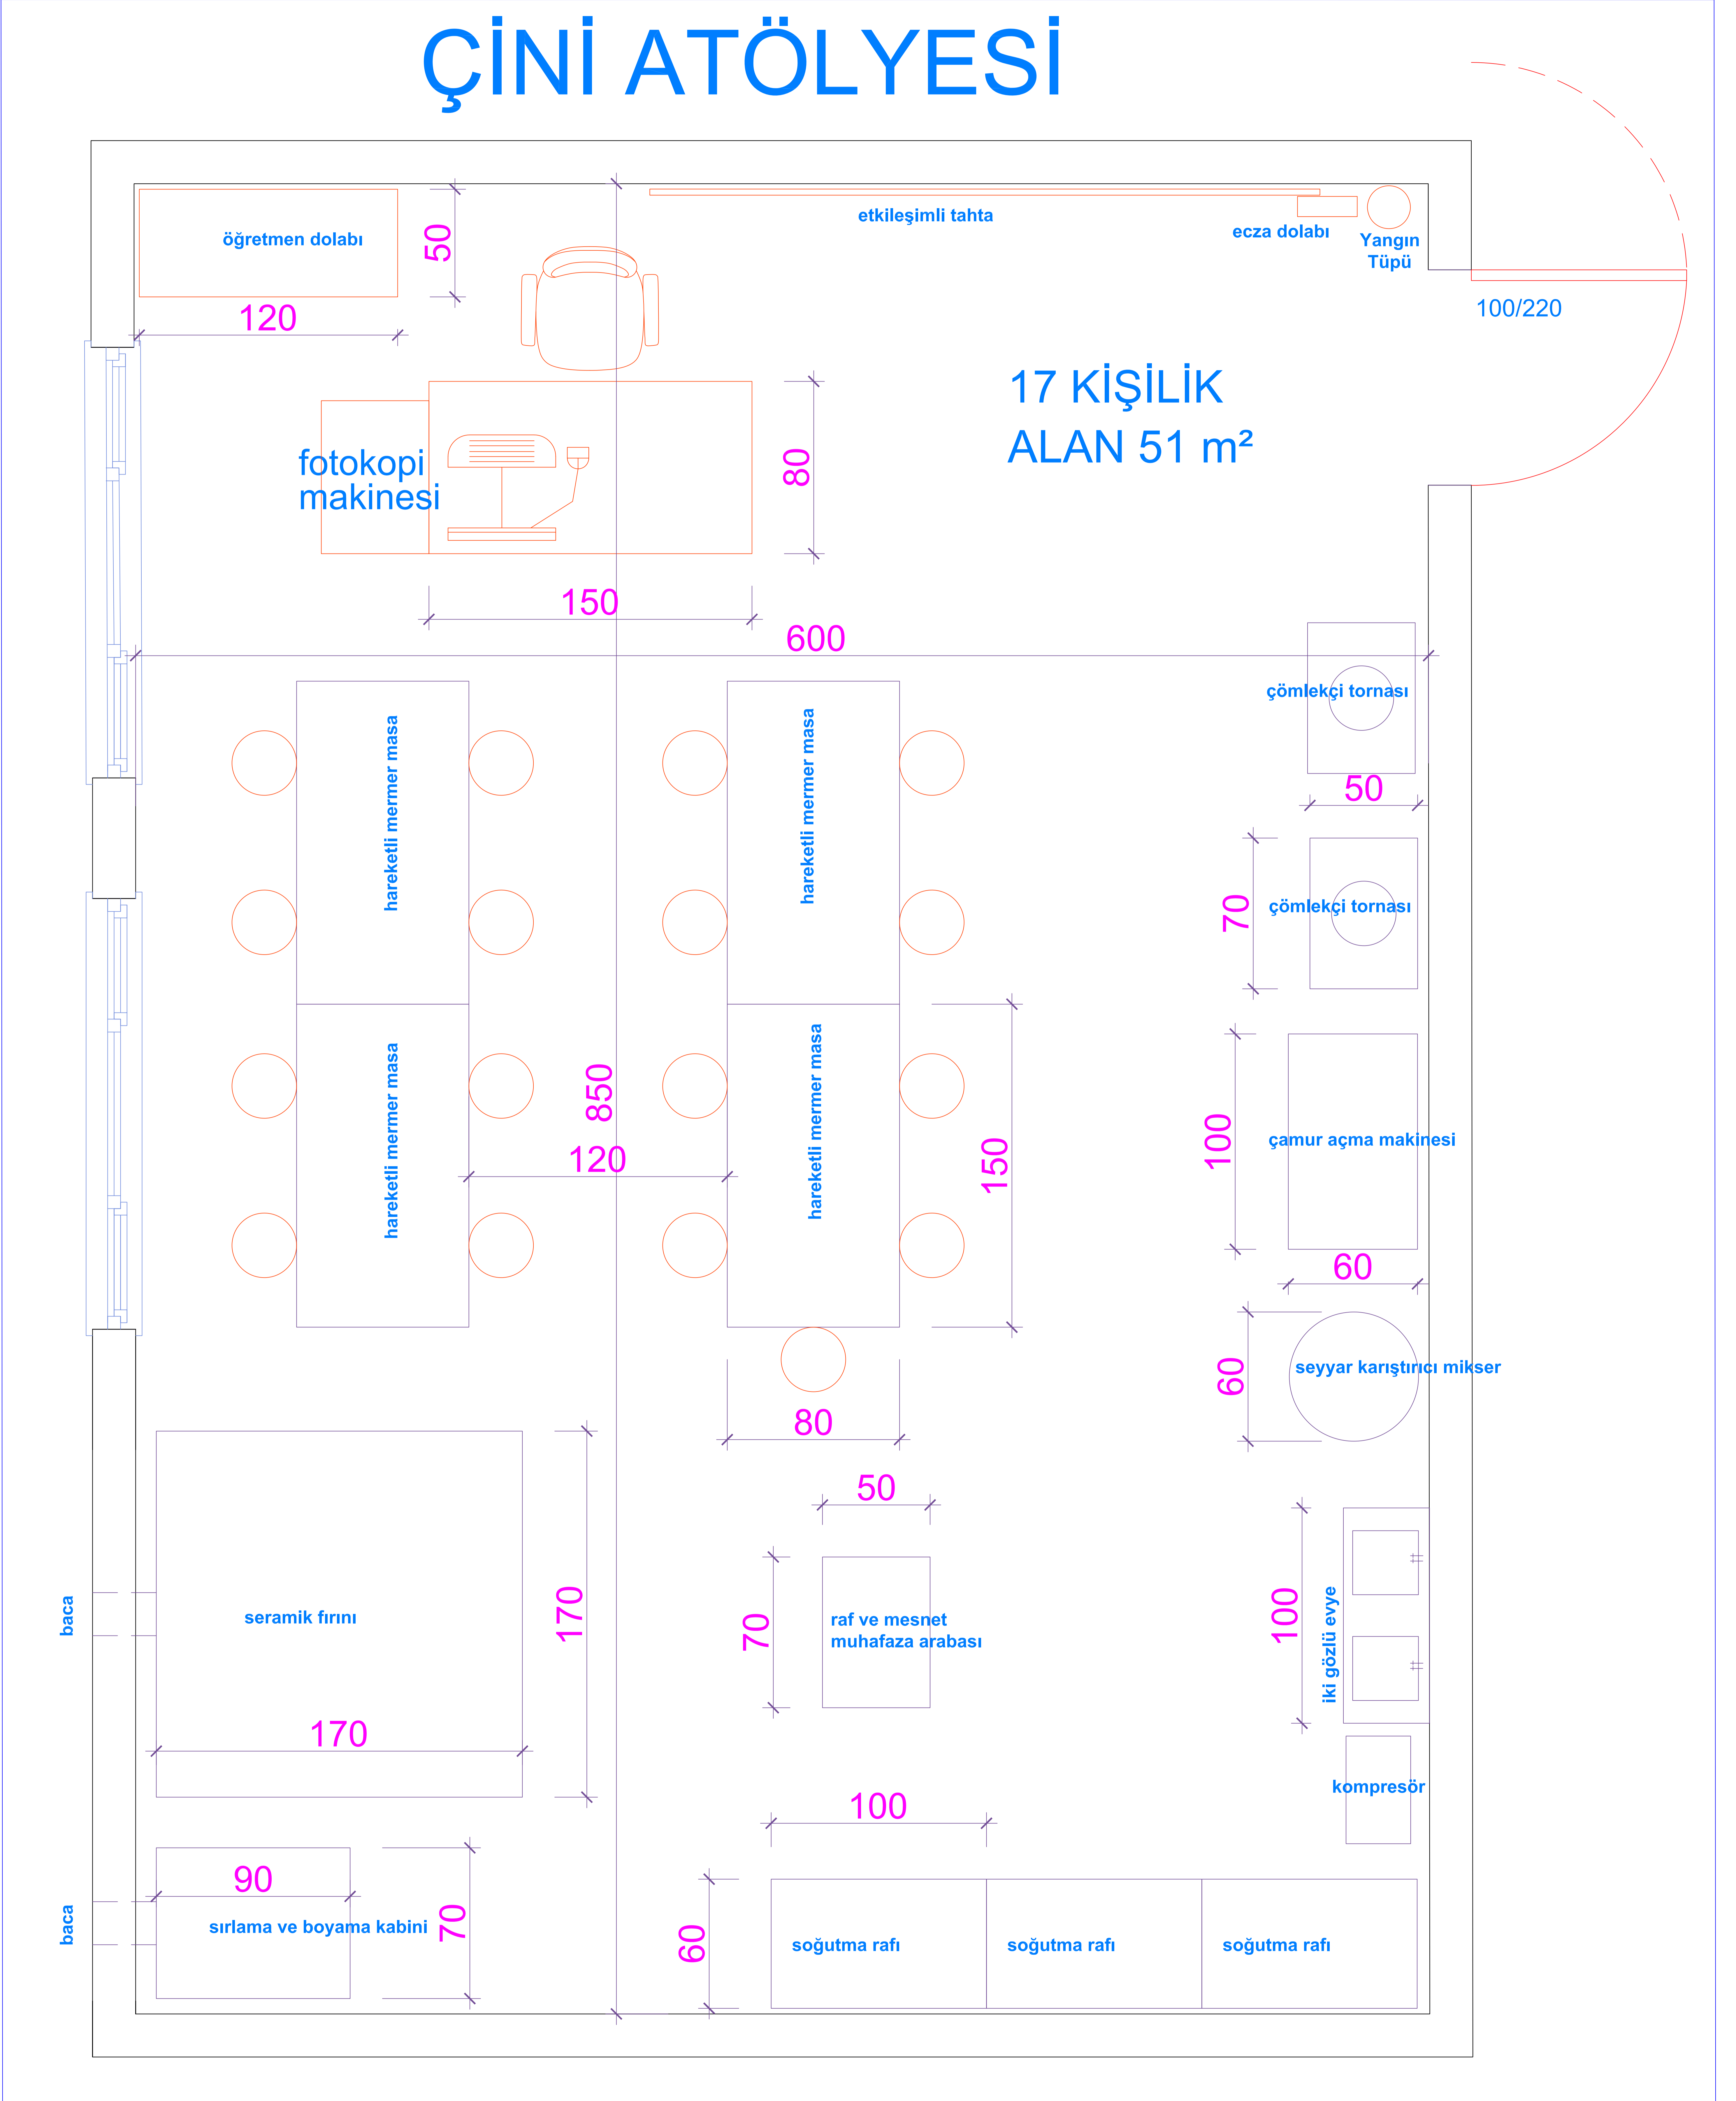 ÇİNİ ATÖLYESİ
etkileşimli tahta
ecza dolabı
Yangın
Tüpü
öğretmen dolabı
50
120
100/220
17 KİŞİLİK
ALAN 51 m²
fotokopi
makinesi
80
150
600
çömlekçi tornası
50
hareketli mermer masa
hareketli mermer masa
70
çömlekçi tornası
850
hareketli mermer masa
hareketli mermer masa
120
150
100
çamur açma makinesi
60
60
seyyar karıştırıcı mikser
80
50
baca
seramik fırını
170
170
70
raf ve mesnet
muhafaza arabası
100
iki gözlü evye
kompresör
100
90
baca
sırlama ve boyama kabini
70
60
soğutma rafı
soğutma rafı
soğutma rafı